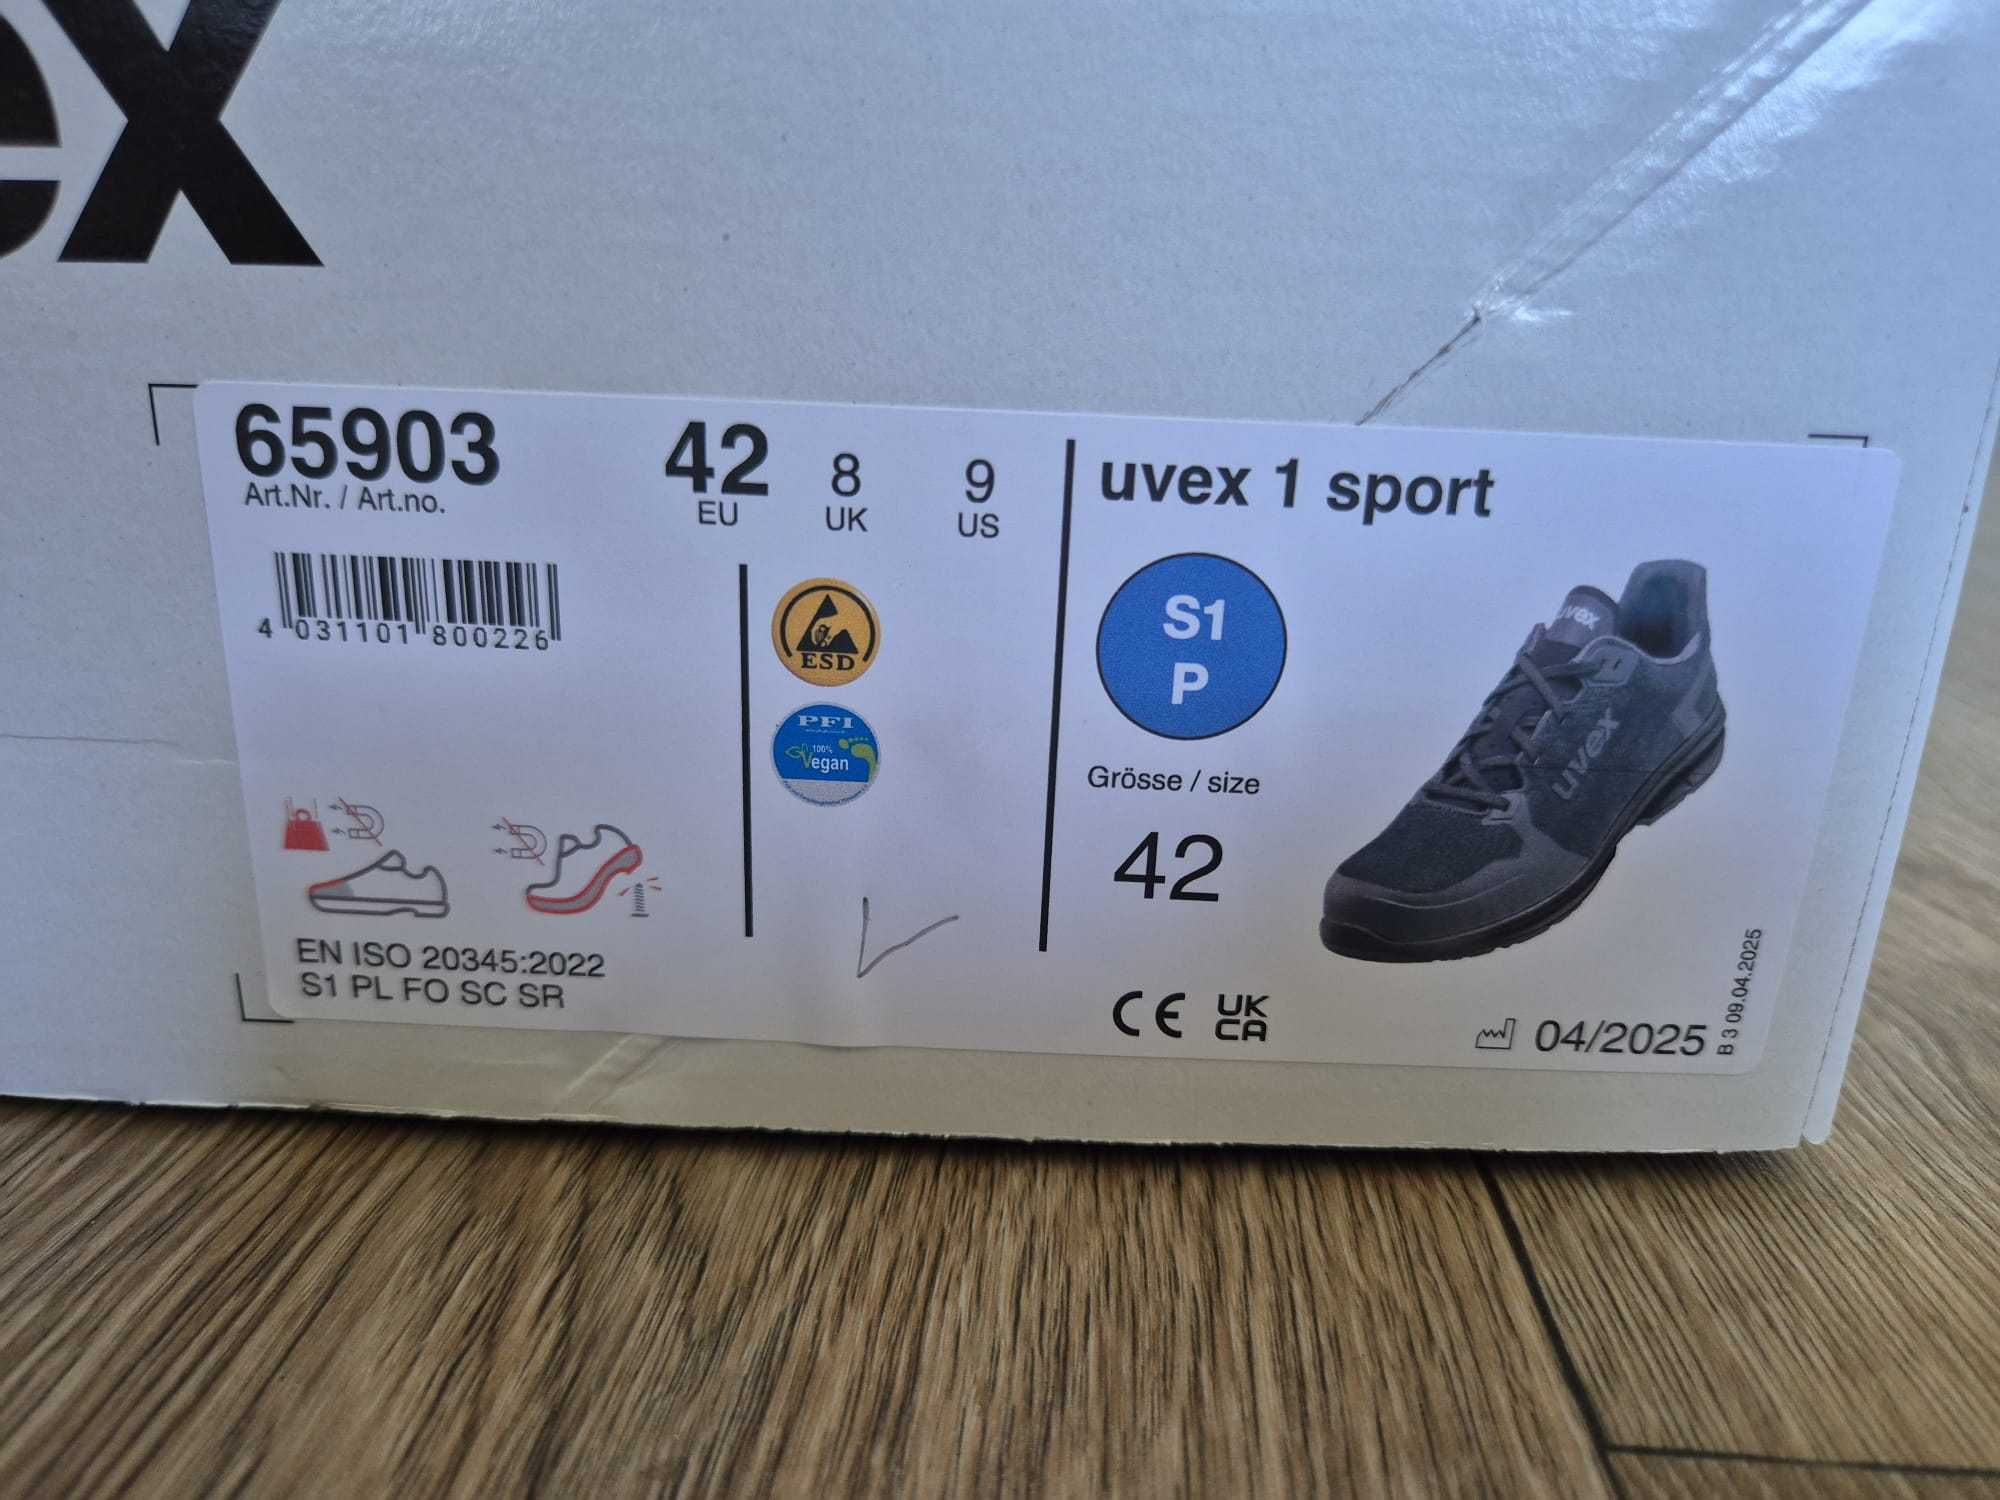 ex
65903
Art.Nr. / Art.no.
42 EU
8 UK
9 US
4 031101 800226
ESD
PFI
100%
Vegan
EN ISO 20345:2022
S1 PL FO SC SR
uvex 1 sport
S1
P
Grösse / size
42
CE UK
CA
uvex
uvex
04/2025
B 3 09.04.2025